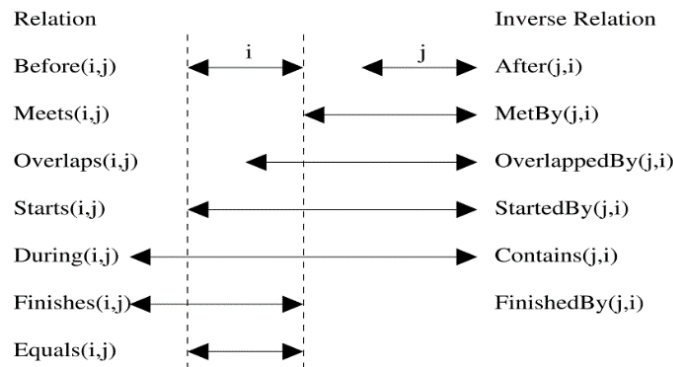 Relation Inverse Relation
Before(i,j) i j After(j,i)
Meets(i,j) MetBy(j,i)
Overlaps(i,j) OverlappedBy(j,i)
Starts(i,j) StartedBy(j,i)
During(i,j) Contains(j,i)
Finishes(i,j) FinishedBy(j,i)
Equals(i,j)